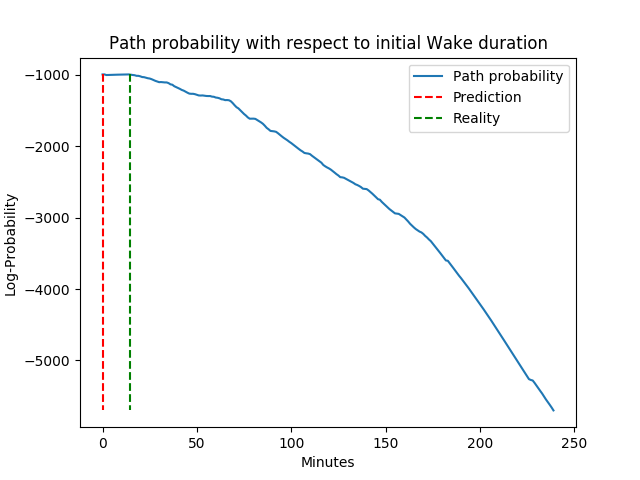 Path probability with respect to initial Wake duration
Path probability
Prediction
Reality
Log-Probability
−1000
−2000
−3000
−4000
−5000
0 50 100 150 200 250
Minutes